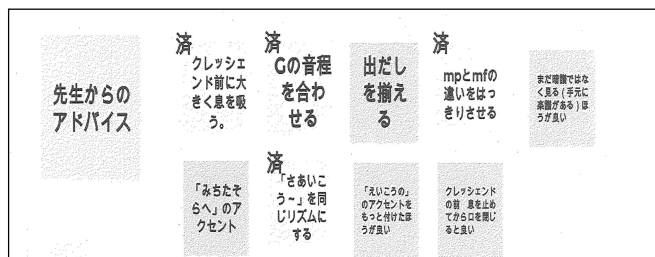 先生からの
アドバイス
済
クレッシェ
ンド前に大
きく息を吸
う。
済
Gの音程
を合わ
せる
出だし
を揃え
る
済
mpとmfの
違いをはっ
きりさせる
まだ暗譜ではな
く見る(手元に
楽譜がある)ほ
うが良い
「みちたそ
らへ」のア
クセント
済
「さあいこ
う~」を同
じリズムに
する
「えいこうの」
のアクセントを
もっと付けたほ
うが良い
クレッシェンド
の前 息を止め
てから口を閉じ
ると良い